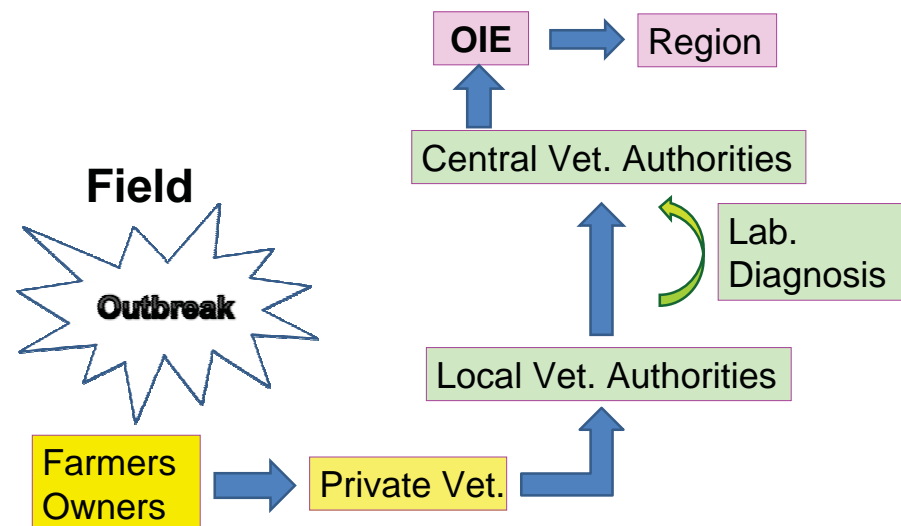 OIE
Region
Central Vet. Authorities
Field
Lab.
Diagnosis
Outbreak
Local Vet. Authorities
Farmers
Owners
Private Vet.